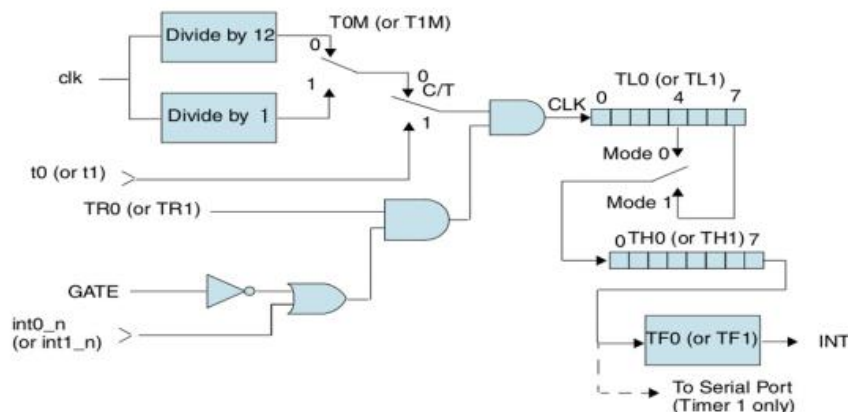 Divide by 12
T0M (or T1M)
0
clk
1
0
C/T
Divide by 1
1
t0 (or t1)
CLK
TL0 (or TL1)
0 4 7
Mode 0
Mode 1
TR0 (or TR1)
0 TH0 (or TH1) 7
GATE
int0_n
(or int1_n)
TF0 (or TF1)
INT
To Serial Port
(Timer 1 only)